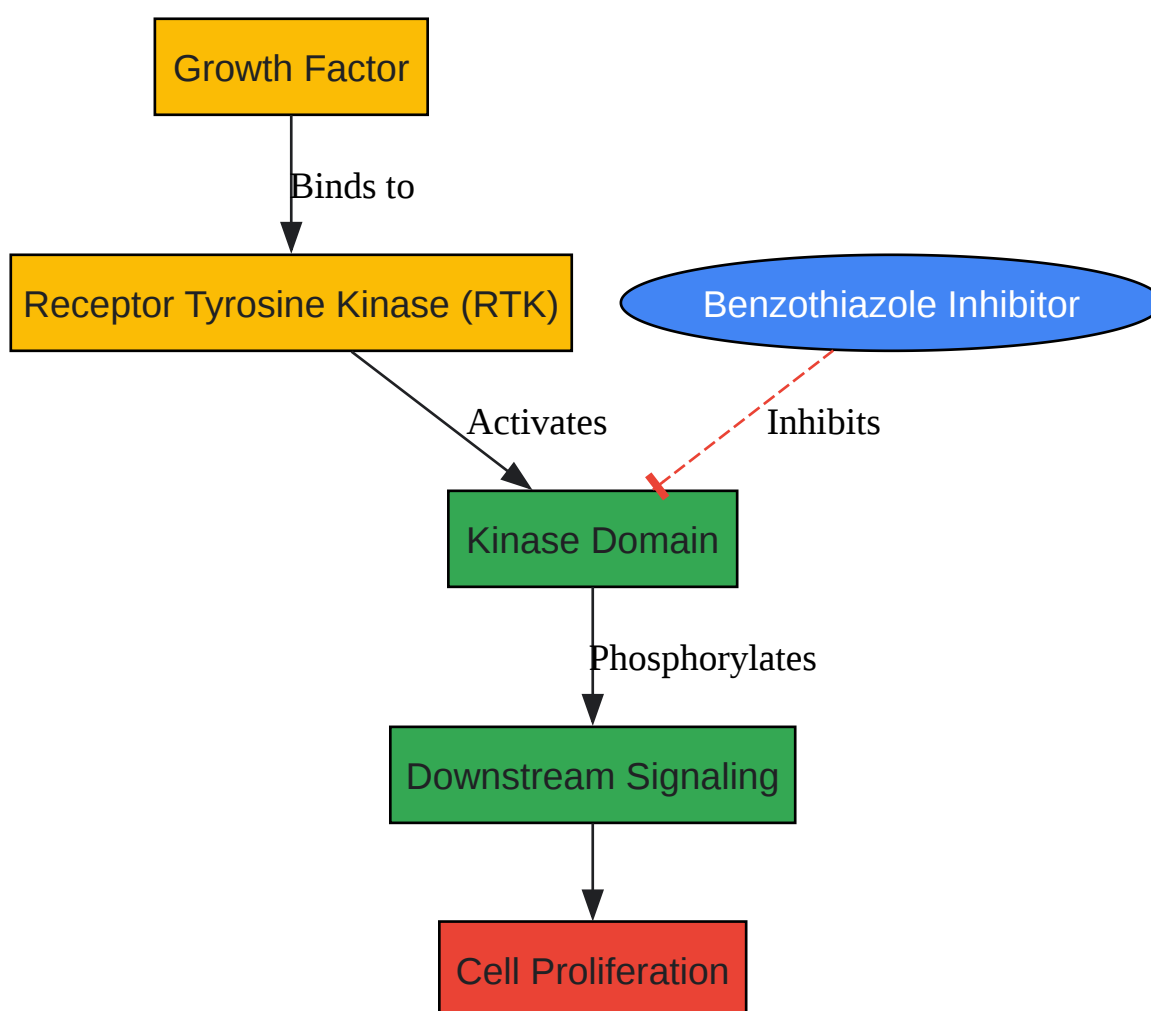 Growth Factor
Binds to
Receptor Tyrosine Kinase (RTK)
Benzothiazole Inhibitor
Activates
Inhibits
Kinase Domain
Phosphorylates
Downstream Signaling
Cell Proliferation